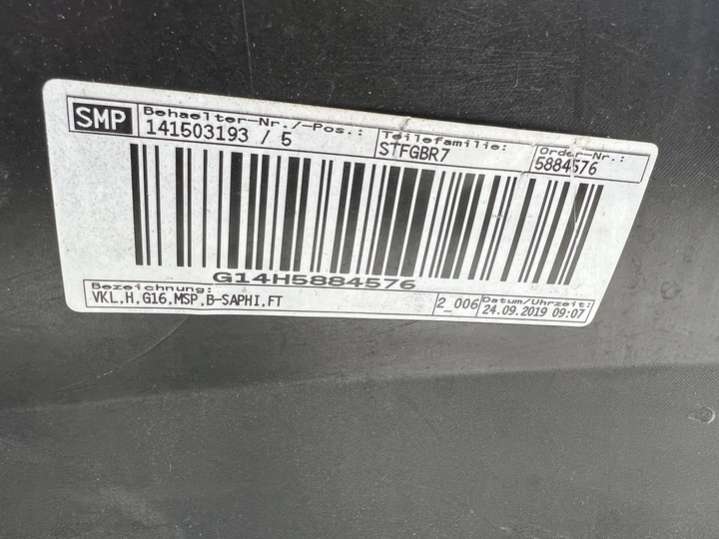 SMP
Behaelter-Nr./-Pos.:
141503193 / 5
Teilefamilie:
STFGBR7
Order-Nr.:
5884576
G14H5884576
Bezeichnung:
VKL,H,G16,MSP,B-SAPHI,FT
2_006
Datum/Uhrzeit:
24.09.2019 09:07